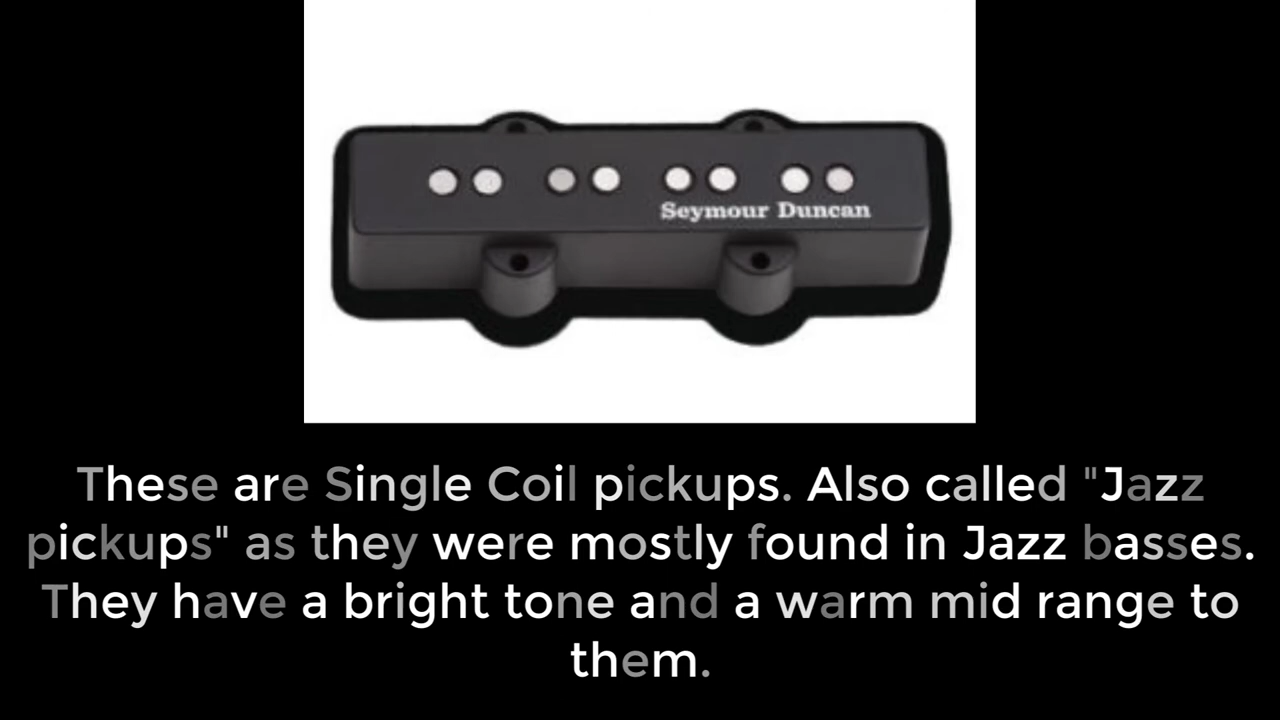 Seymour Duncan
These are Single Coil pickups. Also called "Jazz
pickups" as they were mostly found in Jazz basses.
They have a bright tone and a warm mid range to
them.